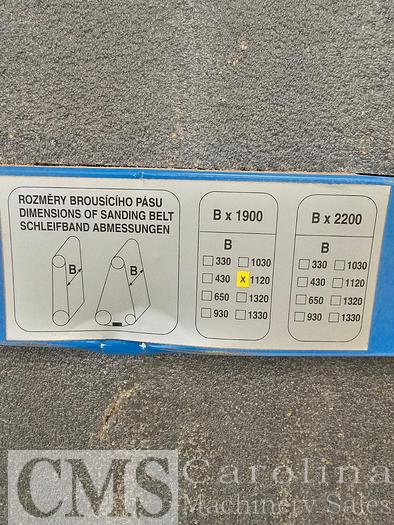 ROZMĚRY BROUSÍCÍHO PÁSU
DIMENSIONS OF SANDING BELT
SCHLEIFBAND ABMESSUNGEN
B
B
B x 1900
B
330 1030
430 x 1120
650 1320
930 1330
B x 2200
B
330 1030
430 1120
650 1320
930 1330
CMS Carolina
Machinery Sales